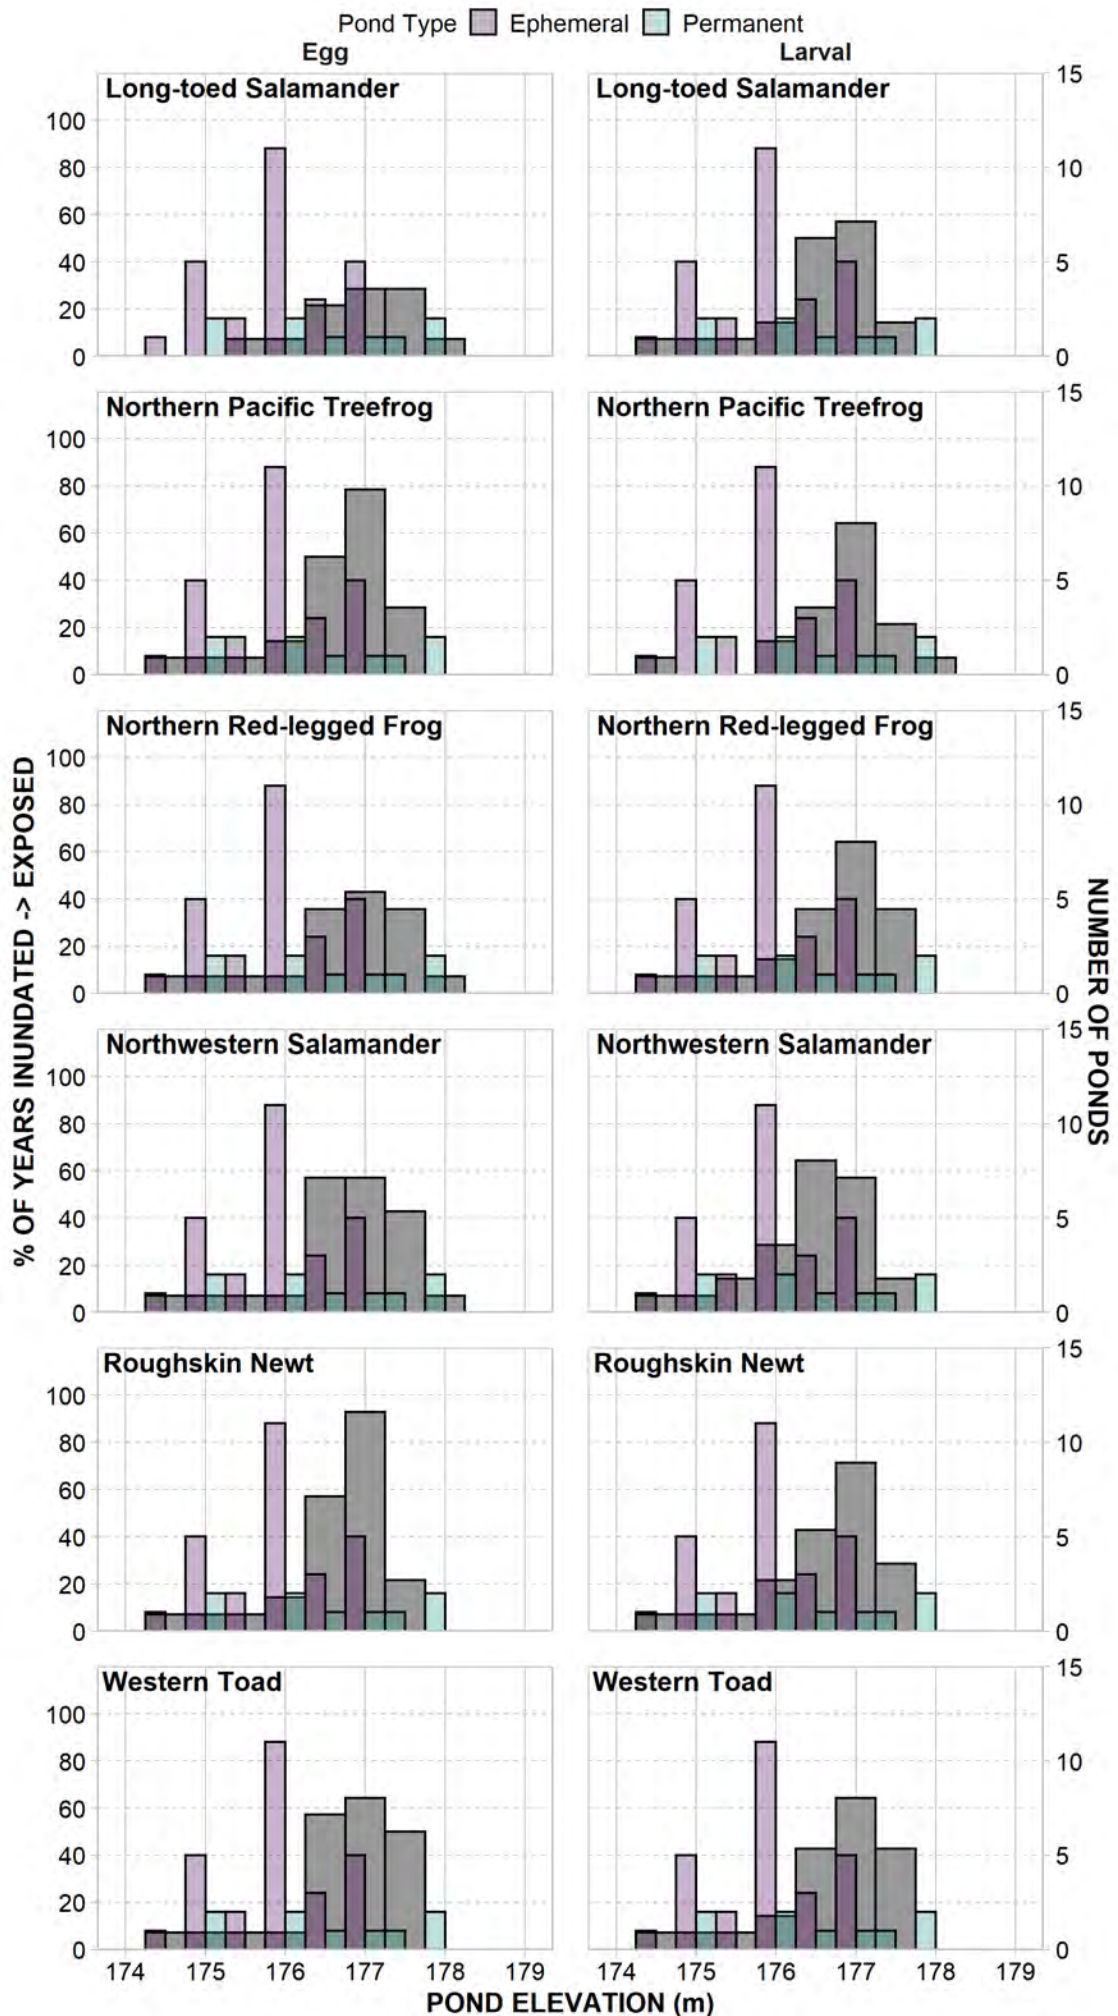 Pond Type Ephemeral Permanent
Egg Larval
Long-toed Salamander Long-toed Salamander
100 80 60 40 20 0
15 10 5 0
Northern Pacific Treefrog Northern Pacific Treefrog
100 80 60 40 20 0
15 10 5 0
Northern Red-legged Frog Northern Red-legged Frog
100 80 60 40 20 0
15 10 5 0
Northwestern Salamander Northwestern Salamander
100 80 60 40 20 0
15 10 5 0
Roughskin Newt Roughskin Newt
100 80 60 40 20 0
15 10 5 0
Western Toad Western Toad
100 80 60 40 20 0
15 10 5 0
174 175 176 177 178 179 174 175 176 177 178 179
POND ELEVATION (m)
% OF YEARS INUNDATED -> EXPOSED
NUMBER OF PONDS